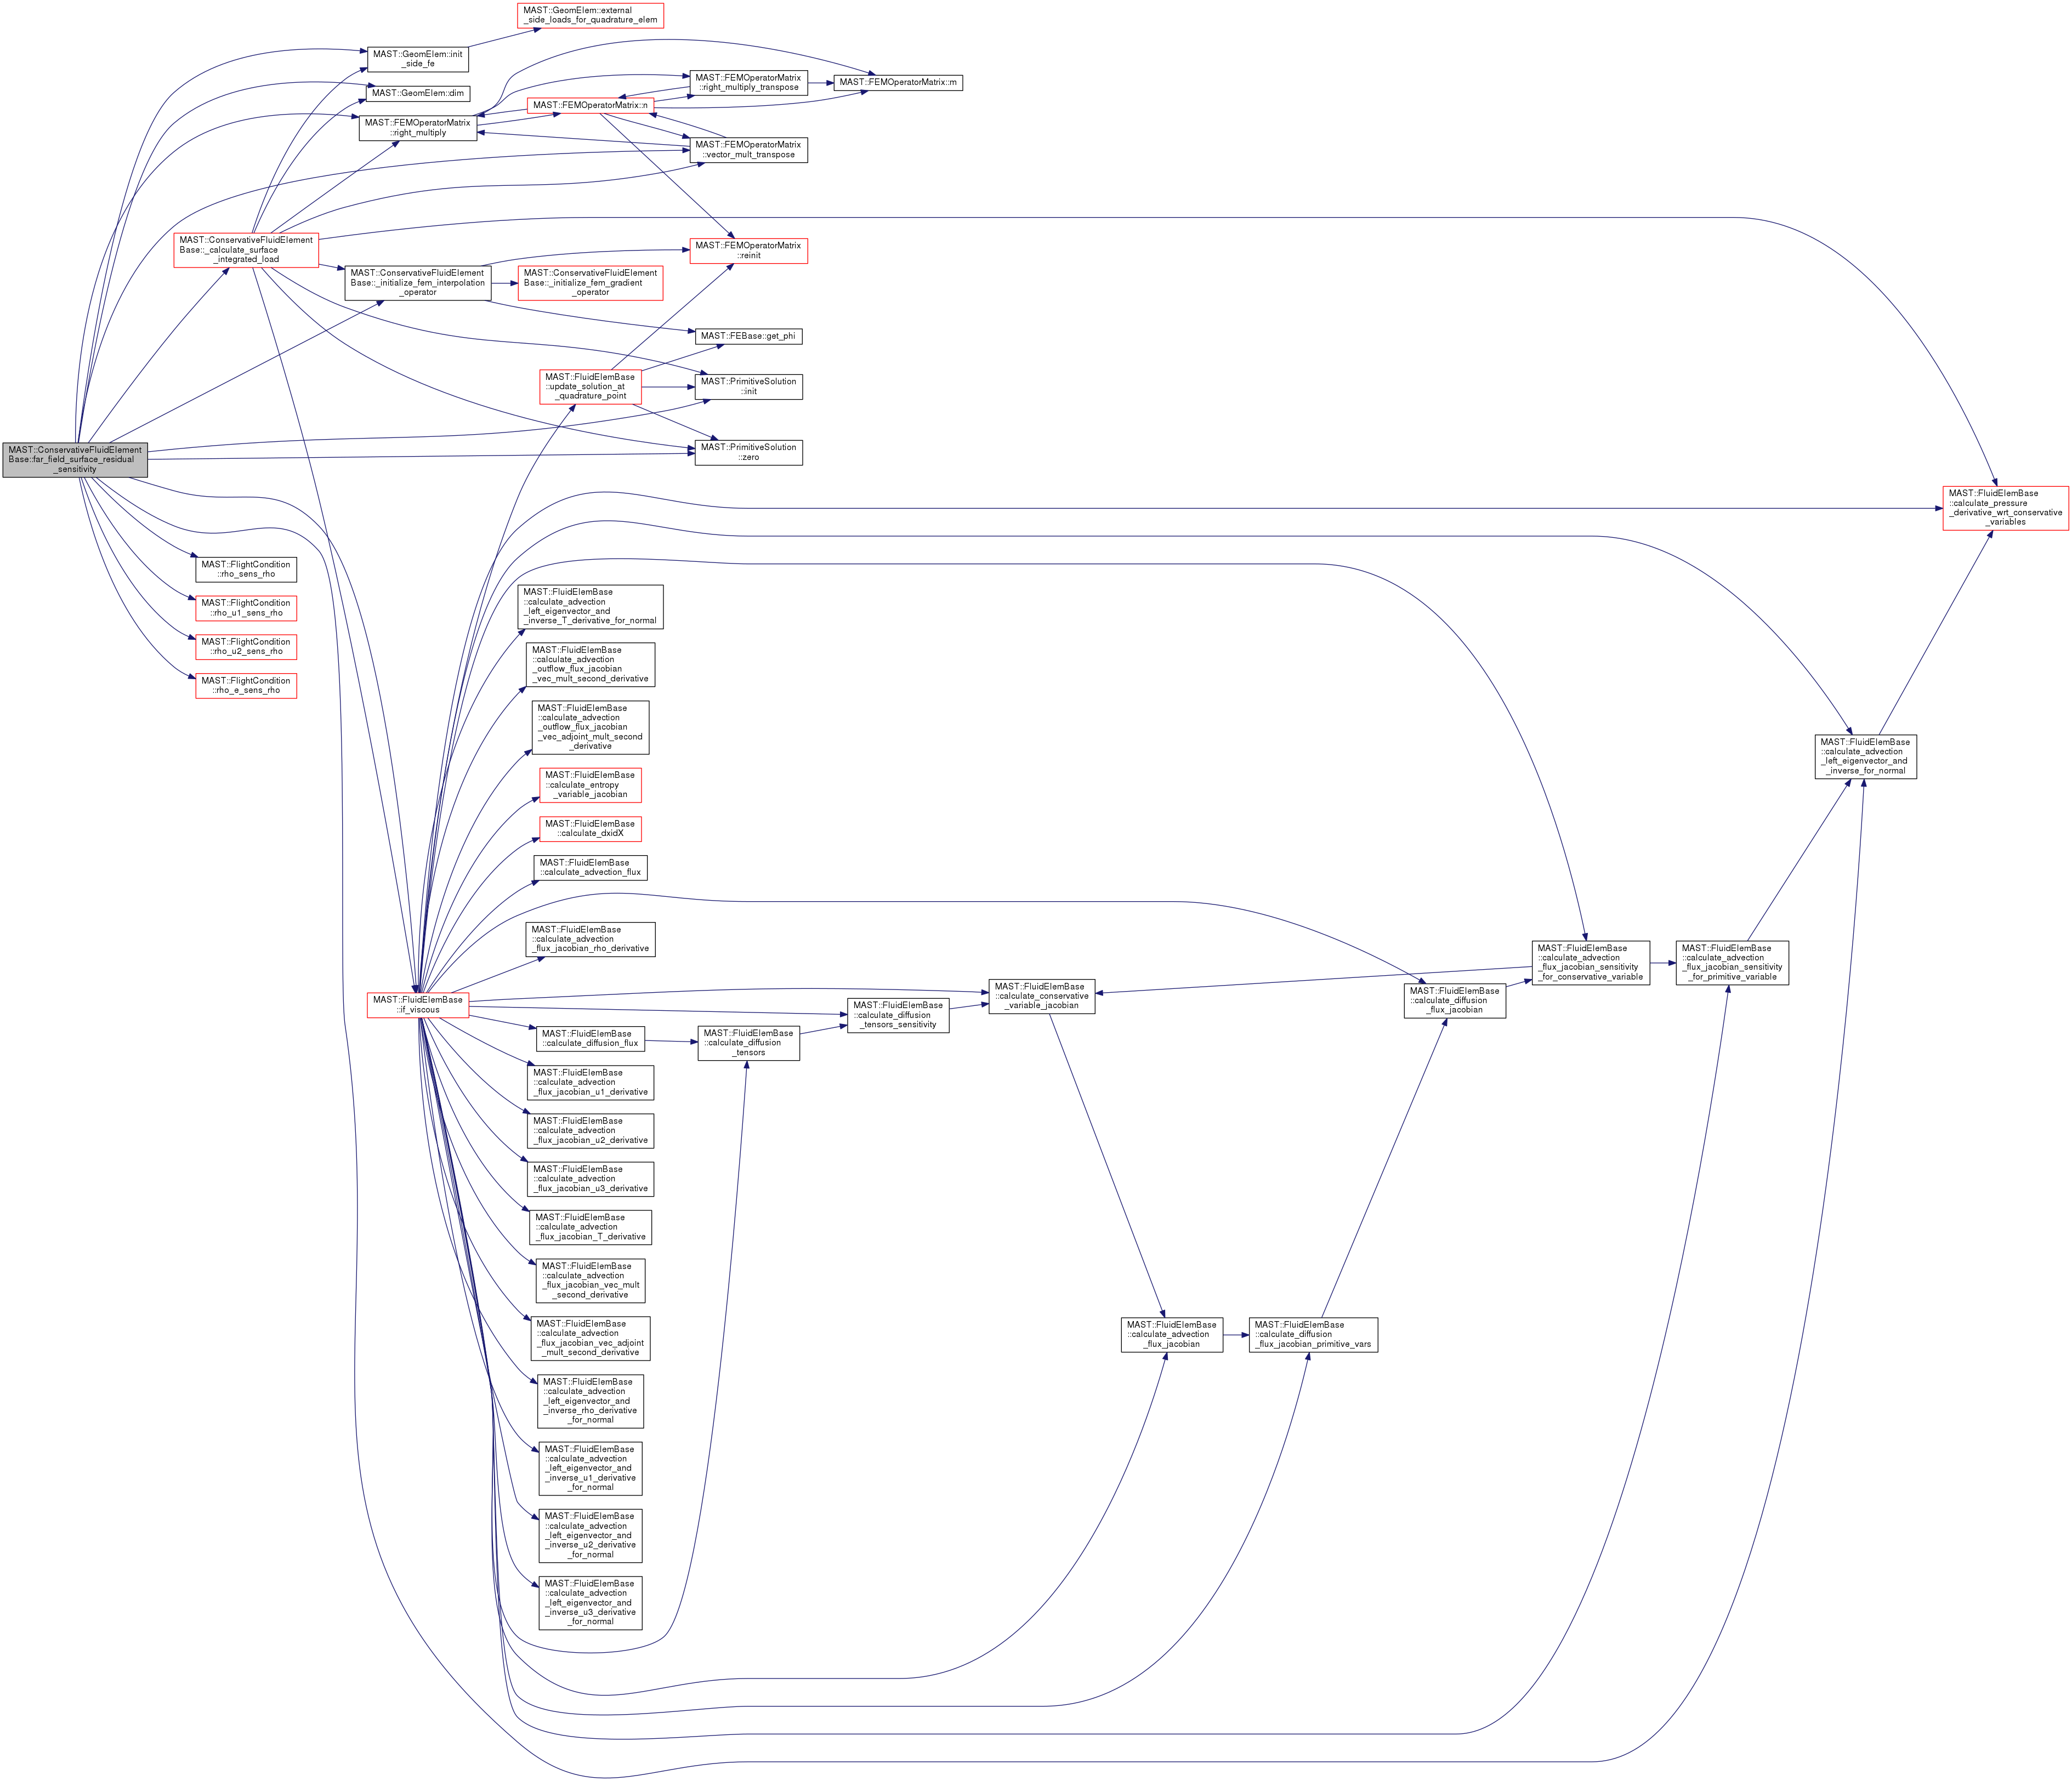 MAST::GeomElem::external
_side_loads_for_quadrature_elem
MAST::GeomElem::init
_side_fe
MAST::GeomElem::dim
MAST::FEMOperatorMatrix
::right_multiply
MAST::FEMOperatorMatrix::n
MAST::FEMOperatorMatrix
::right_multiply_transpose
MAST::FEMOperatorMatrix::m
MAST::FEMOperatorMatrix
::vector_mult_transpose
MAST::ConservativeFluidElement
Base::_calculate_surface
_integrated_load
MAST::FEMOperatorMatrix
::reinit
MAST::ConservativeFluidElement
Base::_initialize_fem_interpolation
_operator
MAST::ConservativeFluidElement
Base::_initialize_fem_gradient
_operator
MAST::FEBase::get_phi
MAST::FluidElemBase
::update_solution_at
_quadrature_point
MAST::PrimitiveSolution
::init
MAST::PrimitiveSolution
::zero
MAST::ConservativeFluidElement
Base::far_field_surface_residual
_sensitivity
MAST::FluidElemBase
::calculate_pressure
_derivative_wrt_conservative
_variables
MAST::FlightCondition
::rho_sens_rho
MAST::FlightCondition
::rho_u1_sens_rho
MAST::FlightCondition
::rho_u2_sens_rho
MAST::FlightCondition
::rho_e_sens_rho
MAST::FluidElemBase
::calculate_advection
_left_eigenvector_and
_inverse_T_derivative_for_normal
MAST::FluidElemBase
::calculate_advection
_outflow_flux_jacobian
_vec_mult_second_derivative
MAST::FluidElemBase
::calculate_advection
_outflow_flux_jacobian
_vec_adjoint_mult_second
_derivative
MAST::FluidElemBase
::calculate_advection
_left_eigenvector_and
_inverse_for_normal
MAST::FluidElemBase
::calculate_entropy
_variable_jacobian
MAST::FluidElemBase
::calculate_dxidX
MAST::FluidElemBase
::calculate_advection_flux
MAST::FluidElemBase
::calculate_advection
_flux_jacobian_rho_derivative
MAST::FluidElemBase
::calculate_advection
_flux_jacobian_sensitivity
_for_conservative_variable
MAST::FluidElemBase
::calculate_advection
_flux_jacobian_sensitivity
_for_primitive_variable
MAST::FluidElemBase
::if_viscous
MAST::FluidElemBase
::calculate_conservative
_variable_jacobian
MAST::FluidElemBase
::calculate_diffusion
_flux_jacobian
MAST::FluidElemBase
::calculate_diffusion
_tensors_sensitivity
MAST::FluidElemBase
::calculate_diffusion_flux
MAST::FluidElemBase
::calculate_diffusion
_tensors
MAST::FluidElemBase
::calculate_advection
_flux_jacobian_u1_derivative
MAST::FluidElemBase
::calculate_advection
_flux_jacobian_u2_derivative
MAST::FluidElemBase
::calculate_advection
_flux_jacobian_u3_derivative
MAST::FluidElemBase
::calculate_advection
_flux_jacobian_T_derivative
MAST::FluidElemBase
::calculate_advection
_flux_jacobian_vec_mult
_second_derivative
MAST::FluidElemBase
::calculate_advection
_flux_jacobian_vec_adjoint
_mult_second_derivative
MAST::FluidElemBase
::calculate_advection
_flux_jacobian
MAST::FluidElemBase
::calculate_diffusion
_flux_jacobian_primitive_vars
MAST::FluidElemBase
::calculate_advection
_left_eigenvector_and
_inverse_rho_derivative
_for_normal
MAST::FluidElemBase
::calculate_advection
_left_eigenvector_and
_inverse_u1_derivative
_for_normal
MAST::FluidElemBase
::calculate_advection
_left_eigenvector_and
_inverse_u2_derivative
_for_normal
MAST::FluidElemBase
::calculate_advection
_left_eigenvector_and
_inverse_u3_derivative
_for_normal